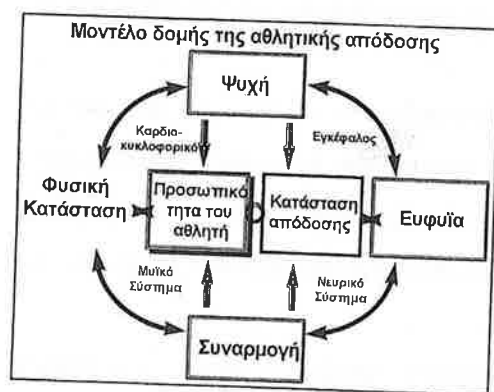 Μοντέλο δομής της αθλητικής απόδοσης
Ψυχή
Καρδιο-
κυκλοφορικό
Εγκέφαλος
Φυσική
Κατάσταση
Προσωπικό
τητα του
αθλητή
Κατάσταση
απόδοσης
Ευφυΐα
Μυϊκό
Σύστημα
Νευρικό
Σύστημα
Συναρμογή